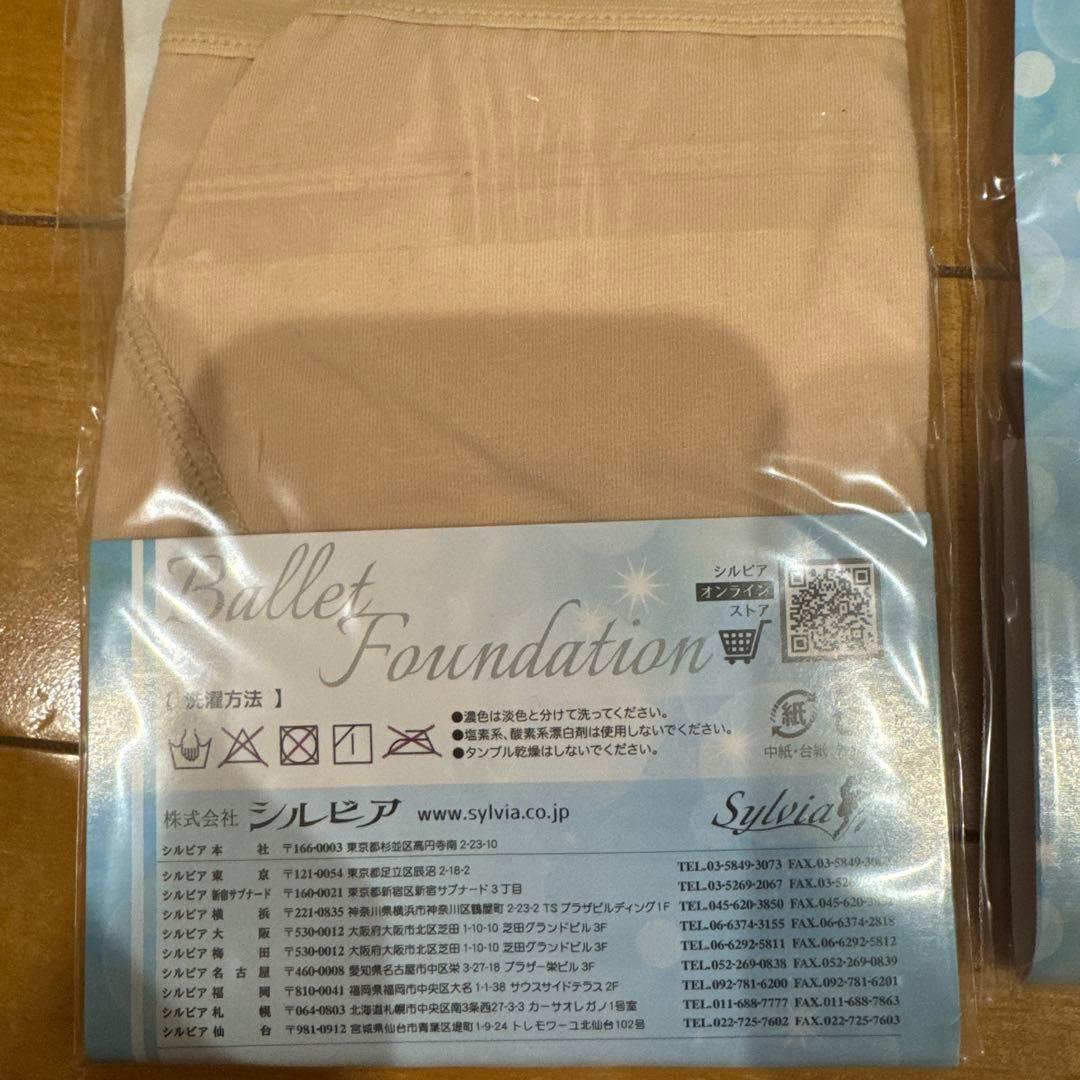 Ballet
Foundation
シルビア
オンライン
ストア
【 洗濯方法 】
●濃色は淡色と分けて洗ってください。
●塩素系、酸素系漂白剤は使用しないでください。
●タンブル乾燥はしないでください。
紙
中紙・台紙
株式会社 シルビア www.sylvia.co.jp
Sylvia
シルビア 本 社 〒166-0003 東京都杉並区高円寺南 2-23-10
シルビア 東 京 〒121-0054 東京都足立区辰沼 2-18-2 TEL.03-5849-3073 FAX.03-5849-
シルビア 新宿サブナード 〒160-0021 東京都新宿区新宿サブナード 3 丁目 TEL.03-5269-2067 FAX.03-
シルビア 横 浜 〒221-0835 神奈川県横浜市神奈川区鶴屋町 2-23-2 TS プラザビルディング1F TEL.045-620-3850 FAX.045-620-
シルビア 大 阪 〒530-0012 大阪府大阪市北区芝田 1-10-10 芝田グランドビル 3F TEL.06-6374-3155 FAX.06-6374-2818
シルビア 梅 田 〒530-0012 大阪府大阪市北区芝田 1-10-10 芝田グランドビル 3F TEL.06-6292-5811 FAX.06-6292-5812
シルビア 名 古 屋 〒460-0008 愛知県名古屋市中区栄 3-27-18 ブラザー栄ビル 3F TEL.052-269-0838 FAX.052-269-0839
シルビア 福 岡 〒810-0041 福岡県福岡市中央区大名 1-1-38 サウスサイドテラス 2F TEL.092-781-6200 FAX.092-781-6201
シルビア 札 幌 〒064-0803 北海道札幌市中央区南3条西27-3-3 カーサオレガノ1号室 TEL.011-688-7777 FAX.011-688-7863
シルビア 仙 台 〒981-0912 宮城県仙台市青葉区堤町 1-9-24 トレモワーユ北仙台 102号 TEL.022-725-7602 FAX.022-725-7603